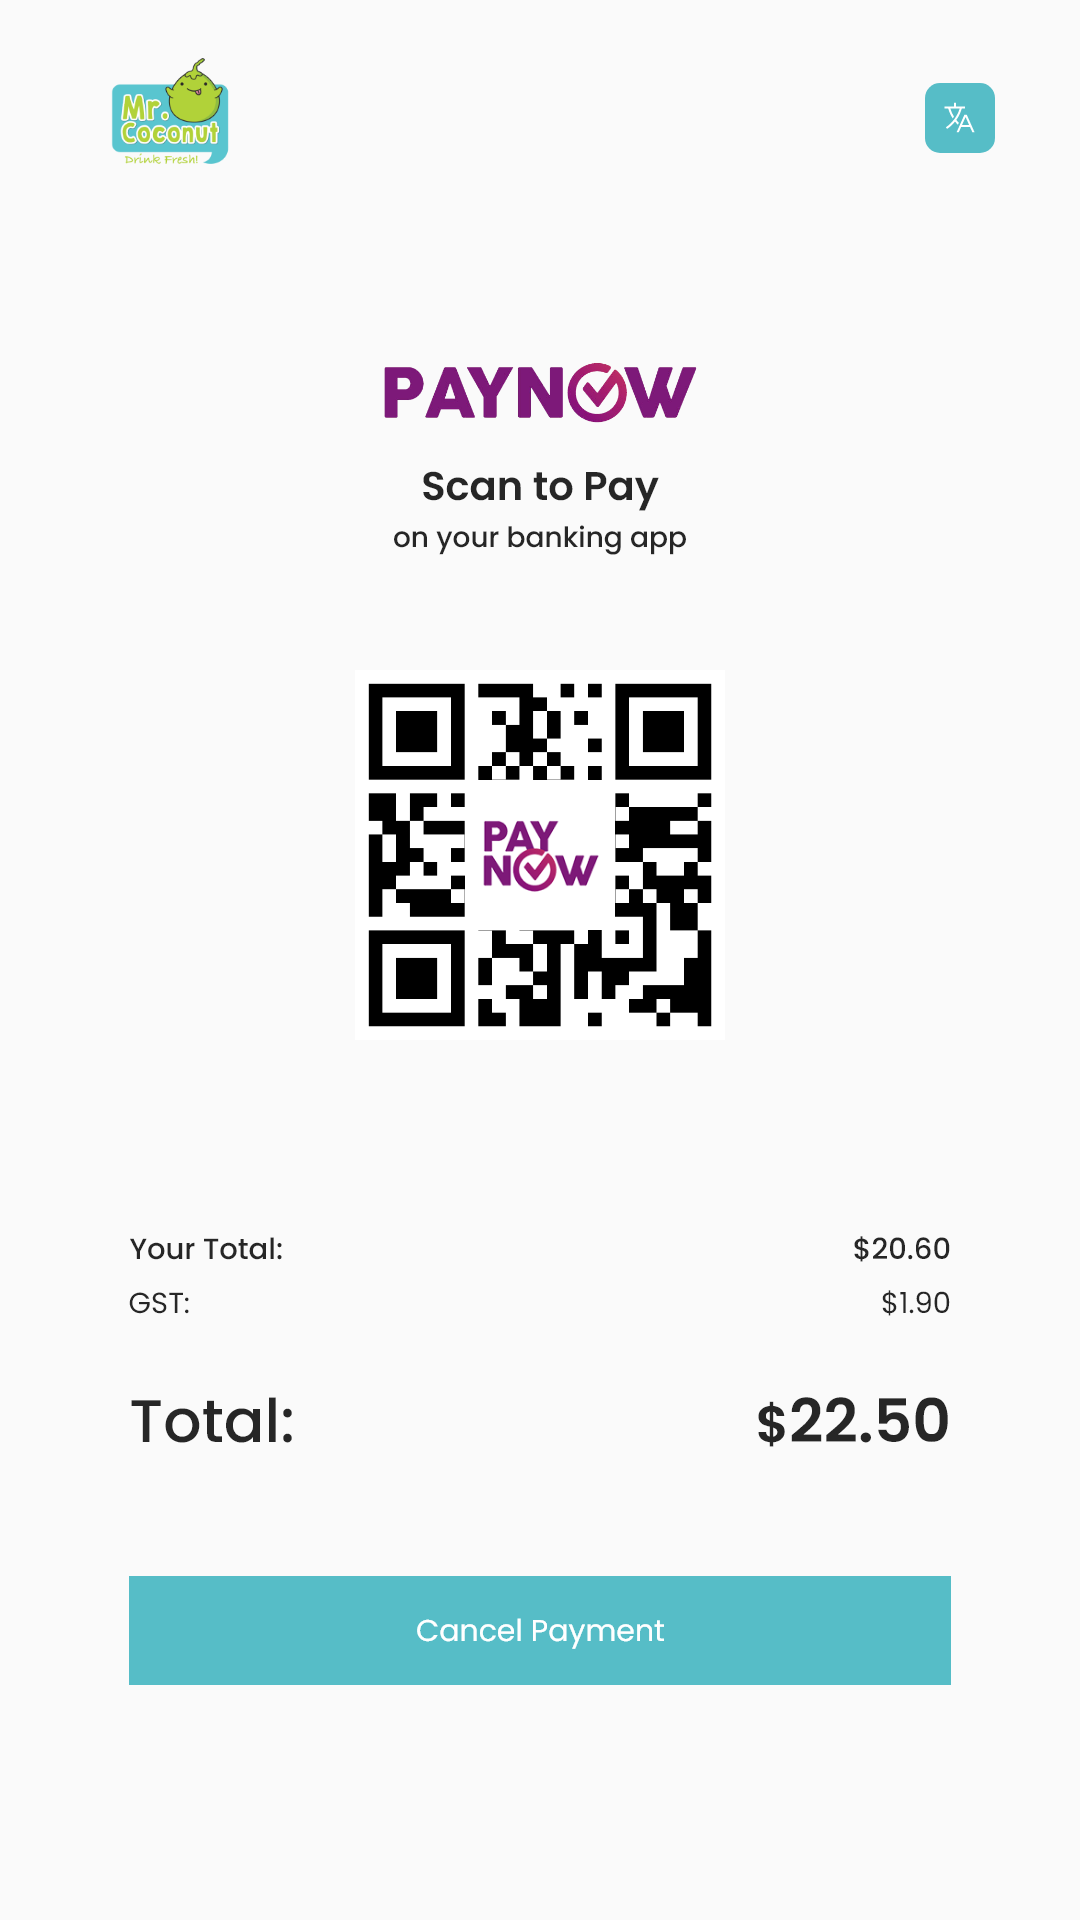 Mr.
Coconut
Drink Fresh!
PAYNOW
Scan to Pay
on your banking app
PAY
NOW
Your Total: $20.60
GST: $1.90
Total: $22.50
Cancel Payment